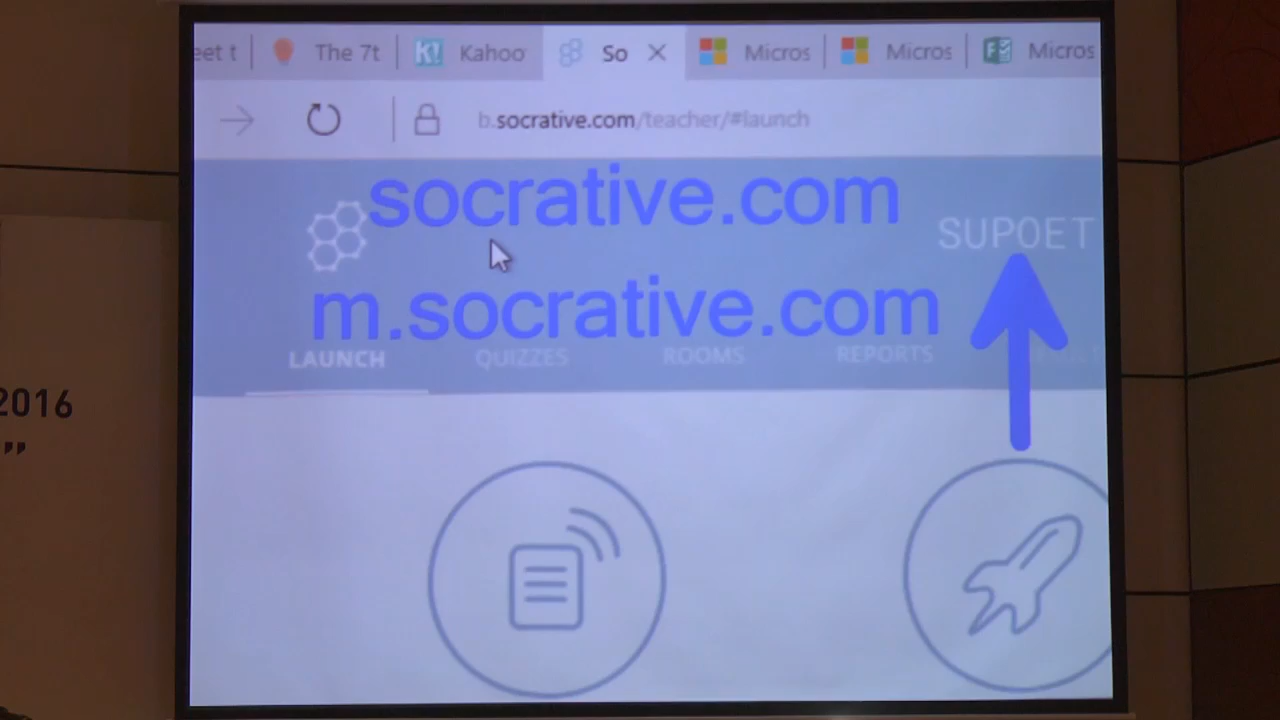 eet t The 7t K! Kahoo So Micros Micros F Micros
b.socrative.com/teacher/#launch
socrative.com
SUPOET
m.socrative.com
LAUNCH QUIZZES ROOMS REPORTS
2016
"